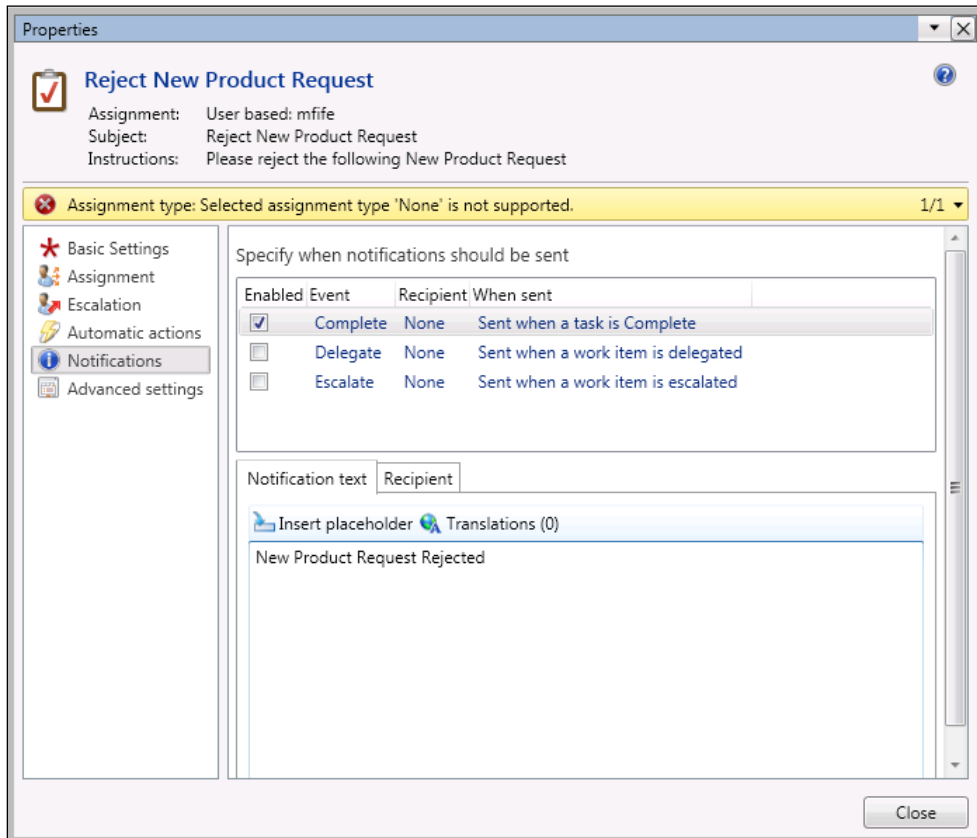 Properties
Reject New Product Request
Assignment: User based: mfife
Subject: Reject New Product Request
Instructions: Please reject the following New Product Request
Assignment type: Selected assignment type 'None' is not supported. 1/1
Basic Settings
Assignment
Escalation
Automatic actions
Notifications
Advanced settings
Specify when notifications should be sent
Enabled Event Recipient When sent
Complete None Sent when a task is Complete
Delegate None Sent when a work item is delegated
Escalate None Sent when a work item is escalated
Notification text Recipient
Insert placeholder Translations (0)
New Product Request Rejected
Close